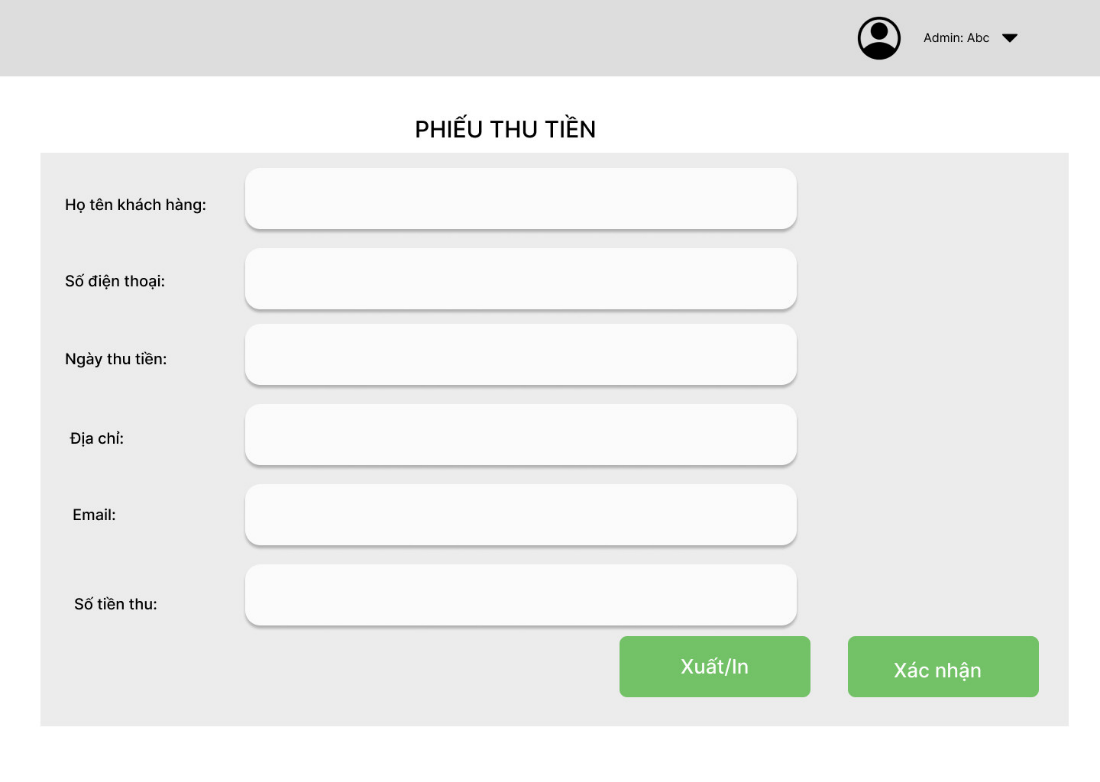 Admin: Abc
PHIẾU THU TIỀN
Họ tên khách hàng:
Số điện thoại:
Ngày thu tiền:
Địa chỉ:
Email:
Số tiền thu:
Xuất/In
Xác nhận